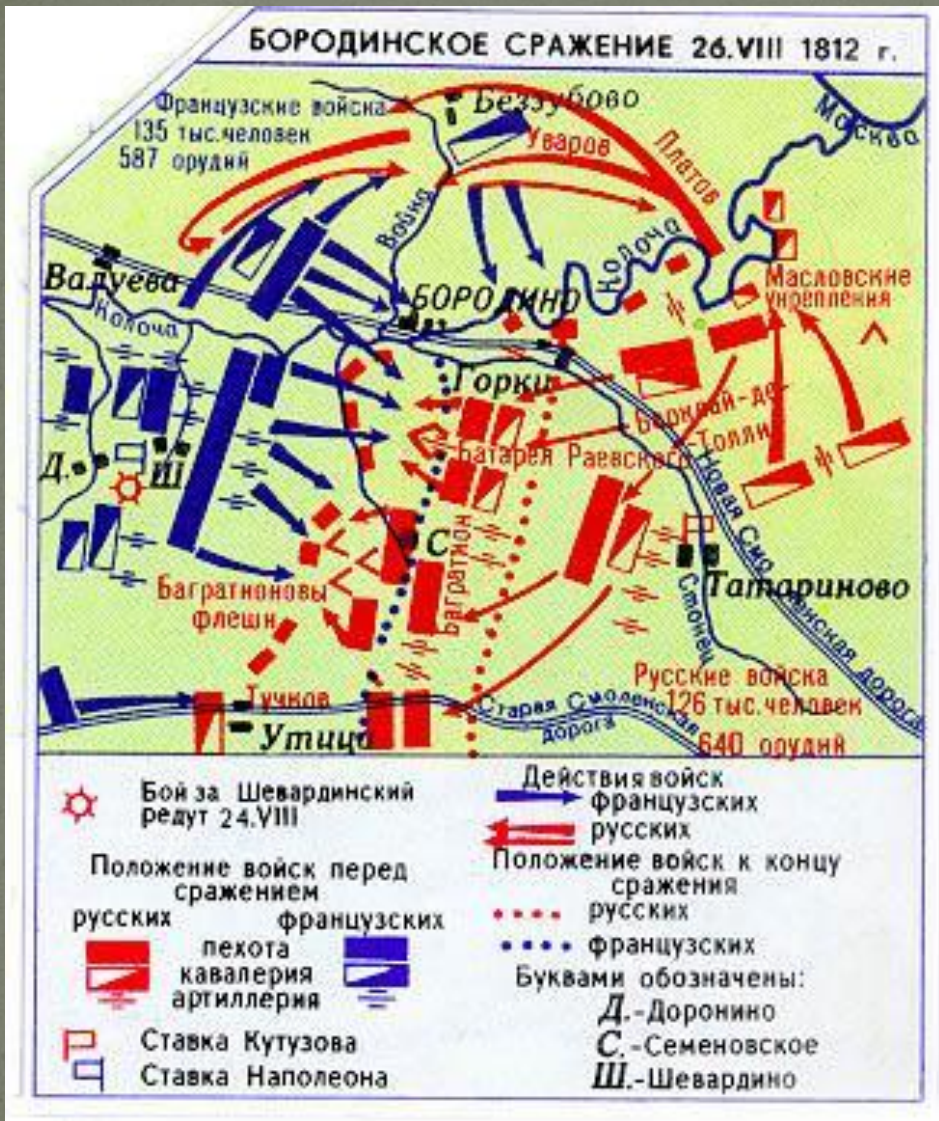 БОРОДИНСКОЕ СРАЖЕНИЕ 26.VIII 1812 г.
Французские войска
135 тыс.человек
587 орудий
Беззубово
Уваров
Платов
Москва
Война
Колоча
Валуева
Колоча
БОРОДИНО
Масловские
укрепления
Горки
Барклай-де-
-Толли
Батарея Раевского
Новая Смоленская дорога
Д.
Ш
С
Багратион
Татариново
Стонец
Багратионовы
флеши
Русские войска
126 тыс.человек
640 орудий
Тучков
Утица
Старая Смоленская
дорога
Бой за Шевардинский
редут 24.VIII
Положение войск перед
сражением
русских
французских
пехота
кавалерия
артиллерия
Ставка Кутузова
Ставка Наполеона
Действия войск
французских
русских
Положение войск к концу
сражения
русских
французских
Буквами обозначены:
Д.-Доронино
С.-Семеновское
Ш.-Шевардино